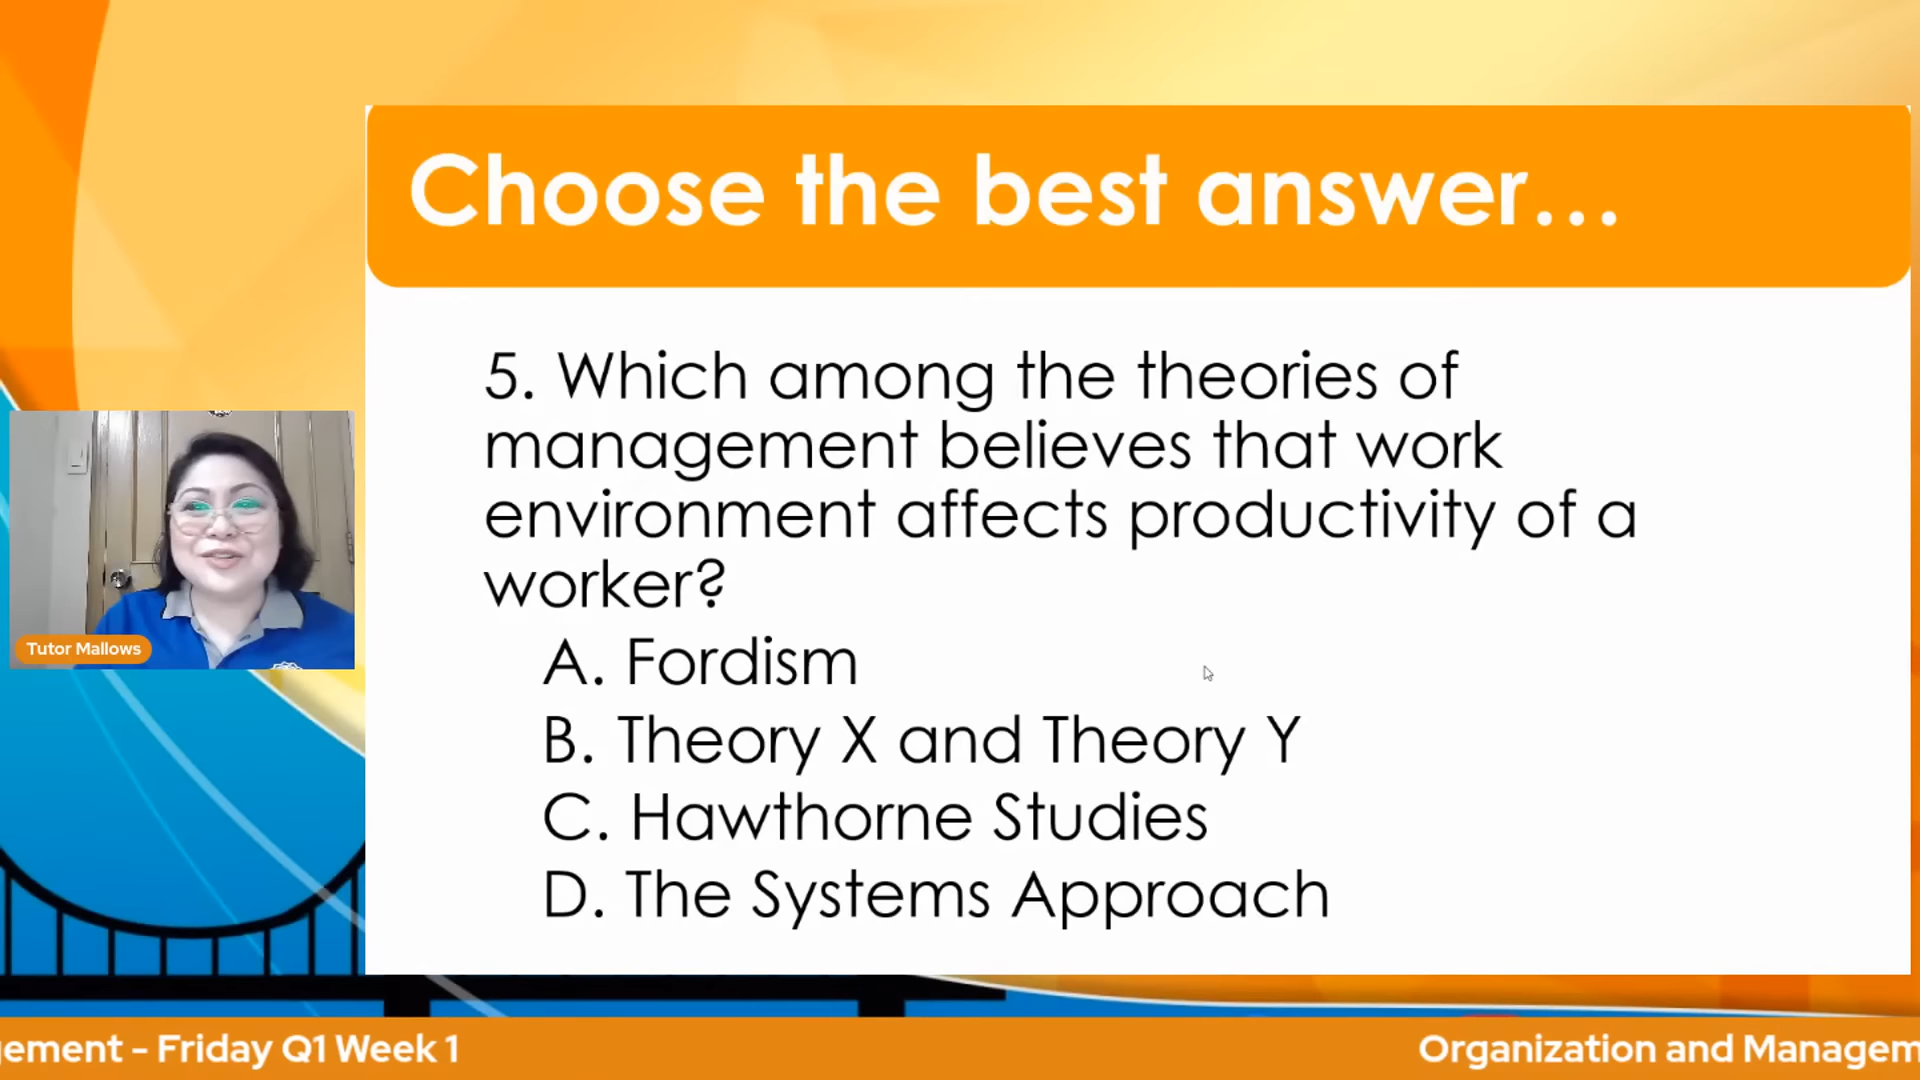 Choose the best answer...
5. Which among the theories of
management believes that work
environment affects productivity of a
worker?
A. Fordism
B. Theory X and Theory Y
C. Hawthorne Studies
D. The Systems Approach
Tutor Mallows
gement - Friday Q1 Week 1
Organization and Managem